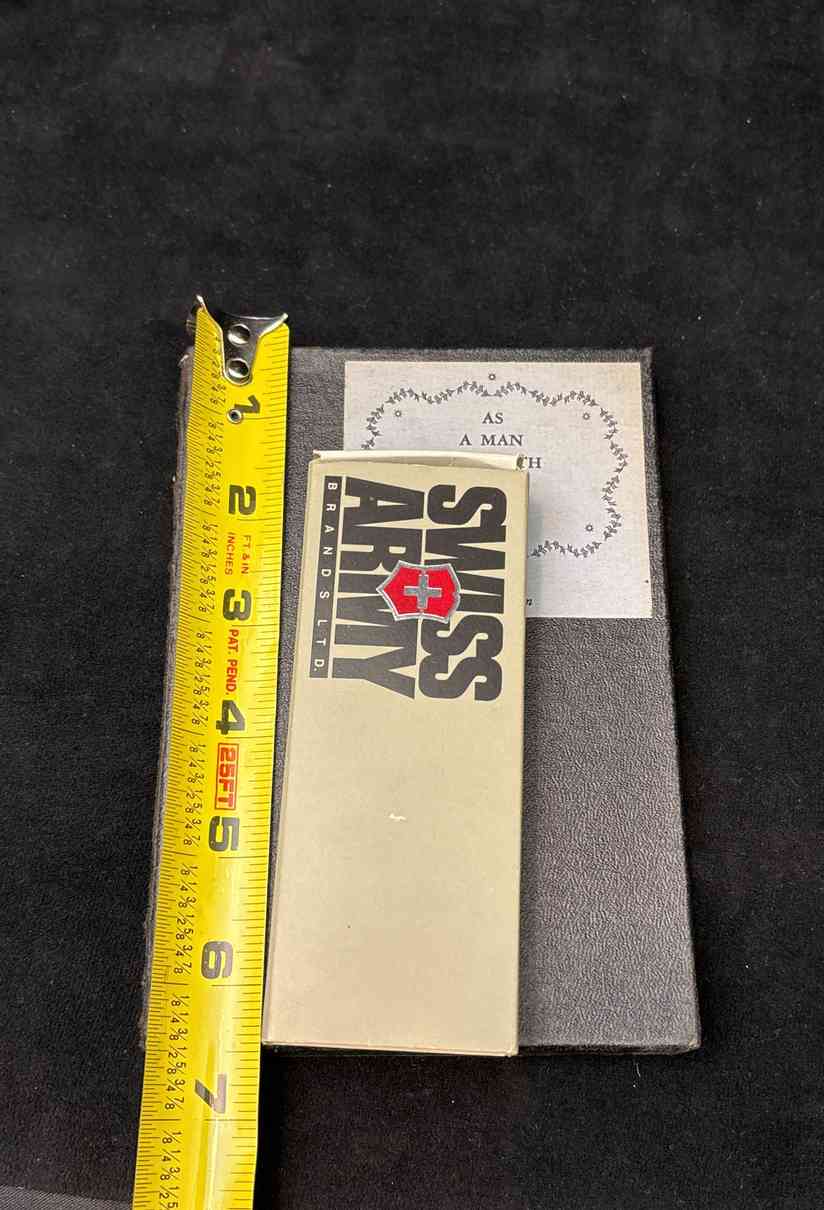 1
2
FT & IN
INCHES
3
PAT. PEND.
4
25FT
5
6
7
AS
A MAN
TH
SWISS
ARMY
BRANDS LTD.